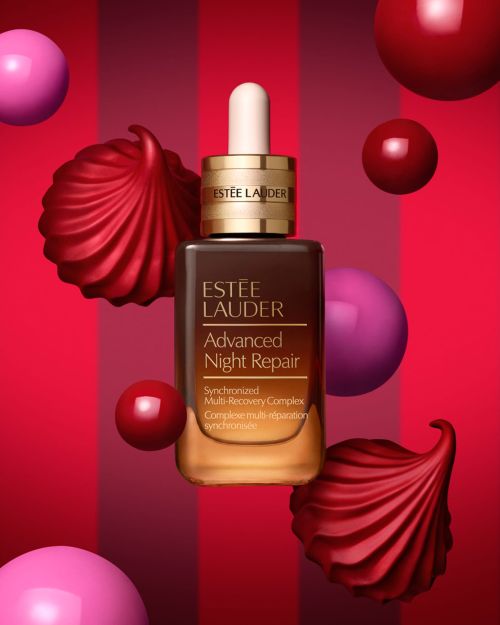 ESTĒE LAUDER
ESTĒE
LAUDER
Advanced
Night Repair
Synchronized
Multi-Recovery Complex
Complexe multi-réparation
synchronisée